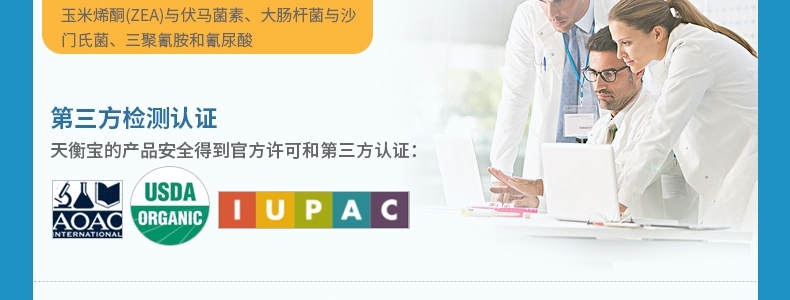 玉米烯酮(ZEA)与伏马菌素、大肠杆菌与沙
门氏菌、三聚氰胺和氰尿酸
第三方检测认证
天衡宝的产品安全得到官方许可和第三方认证：
AOAC
INTERNATIONAL
USDA
ORGANIC
IUPAC